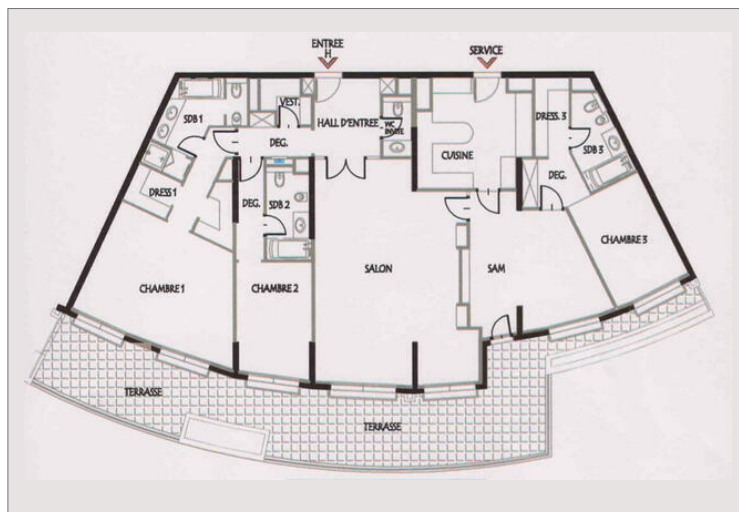 ENTREE
H
SERVICE
SDB 1
VEST.
HALL D'ENTREE
WC
INVITE
DRESS. 3
DEG.
CUISINE
SDB 3
DRESS 1
DEG.
SDB 2
DEG.
CHAMBRE 3
SALON
SAM
CHAMBRE 1
CHAMBRE 2
TERRASSE
TERRASSE